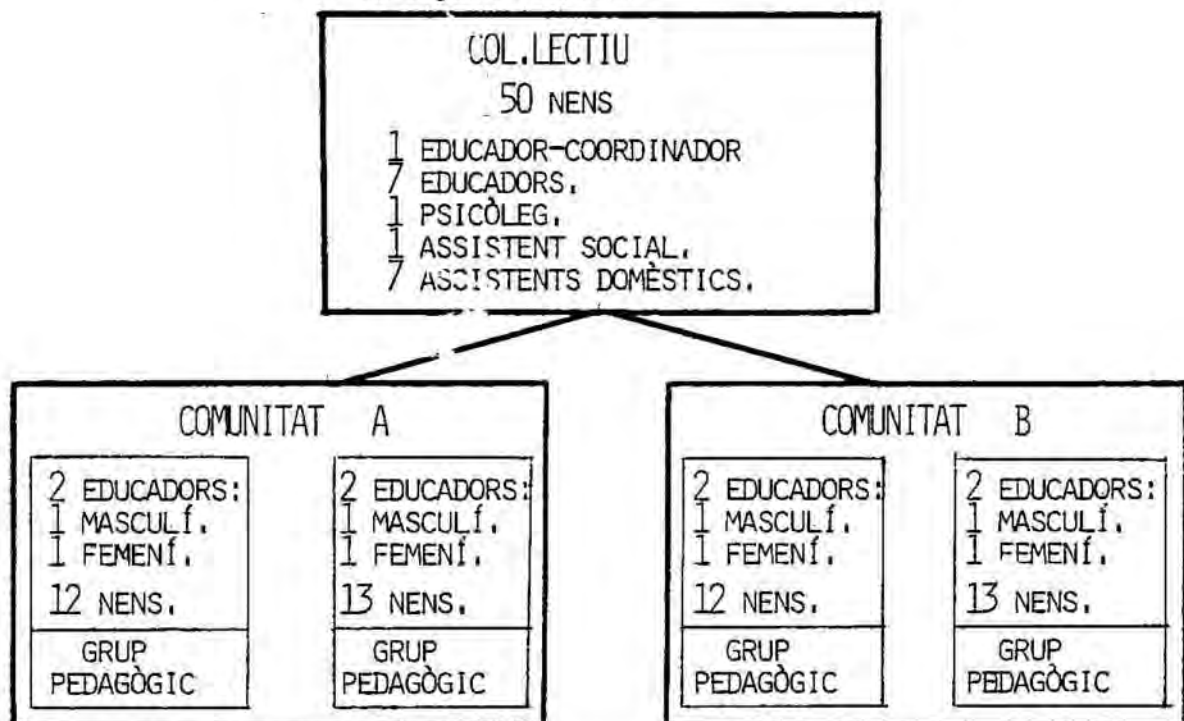 COL.LECTIU
50 NENS
1 EDUCADOR-COORDINADOR
7 EDUCADORS.
1 PSICÒLEG.
1 ASSISTENT SOCIAL.
7 ASSISTENTS DOMÈSTICS.
COMUNITAT A
2 EDUCADORS:
1 MASCULÍ.
1 FEMENÍ.
12 NENS.
GRUP
PEDAGÒGIC
2 EDUCADORS:
1 MASCULÍ.
1 FEMENÍ.
13 NENS.
GRUP
PEDAGÒGIC
COMUNITAT B
2 EDUCADORS:
1 MASCULÍ.
1 FEMENÍ.
12 NENS.
GRUP
PEDAGÒGIC
2 EDUCADORS:
1 MASCULÍ.
1 FEMENÍ.
13 NENS.
GRUP
PEDAGÒGIC